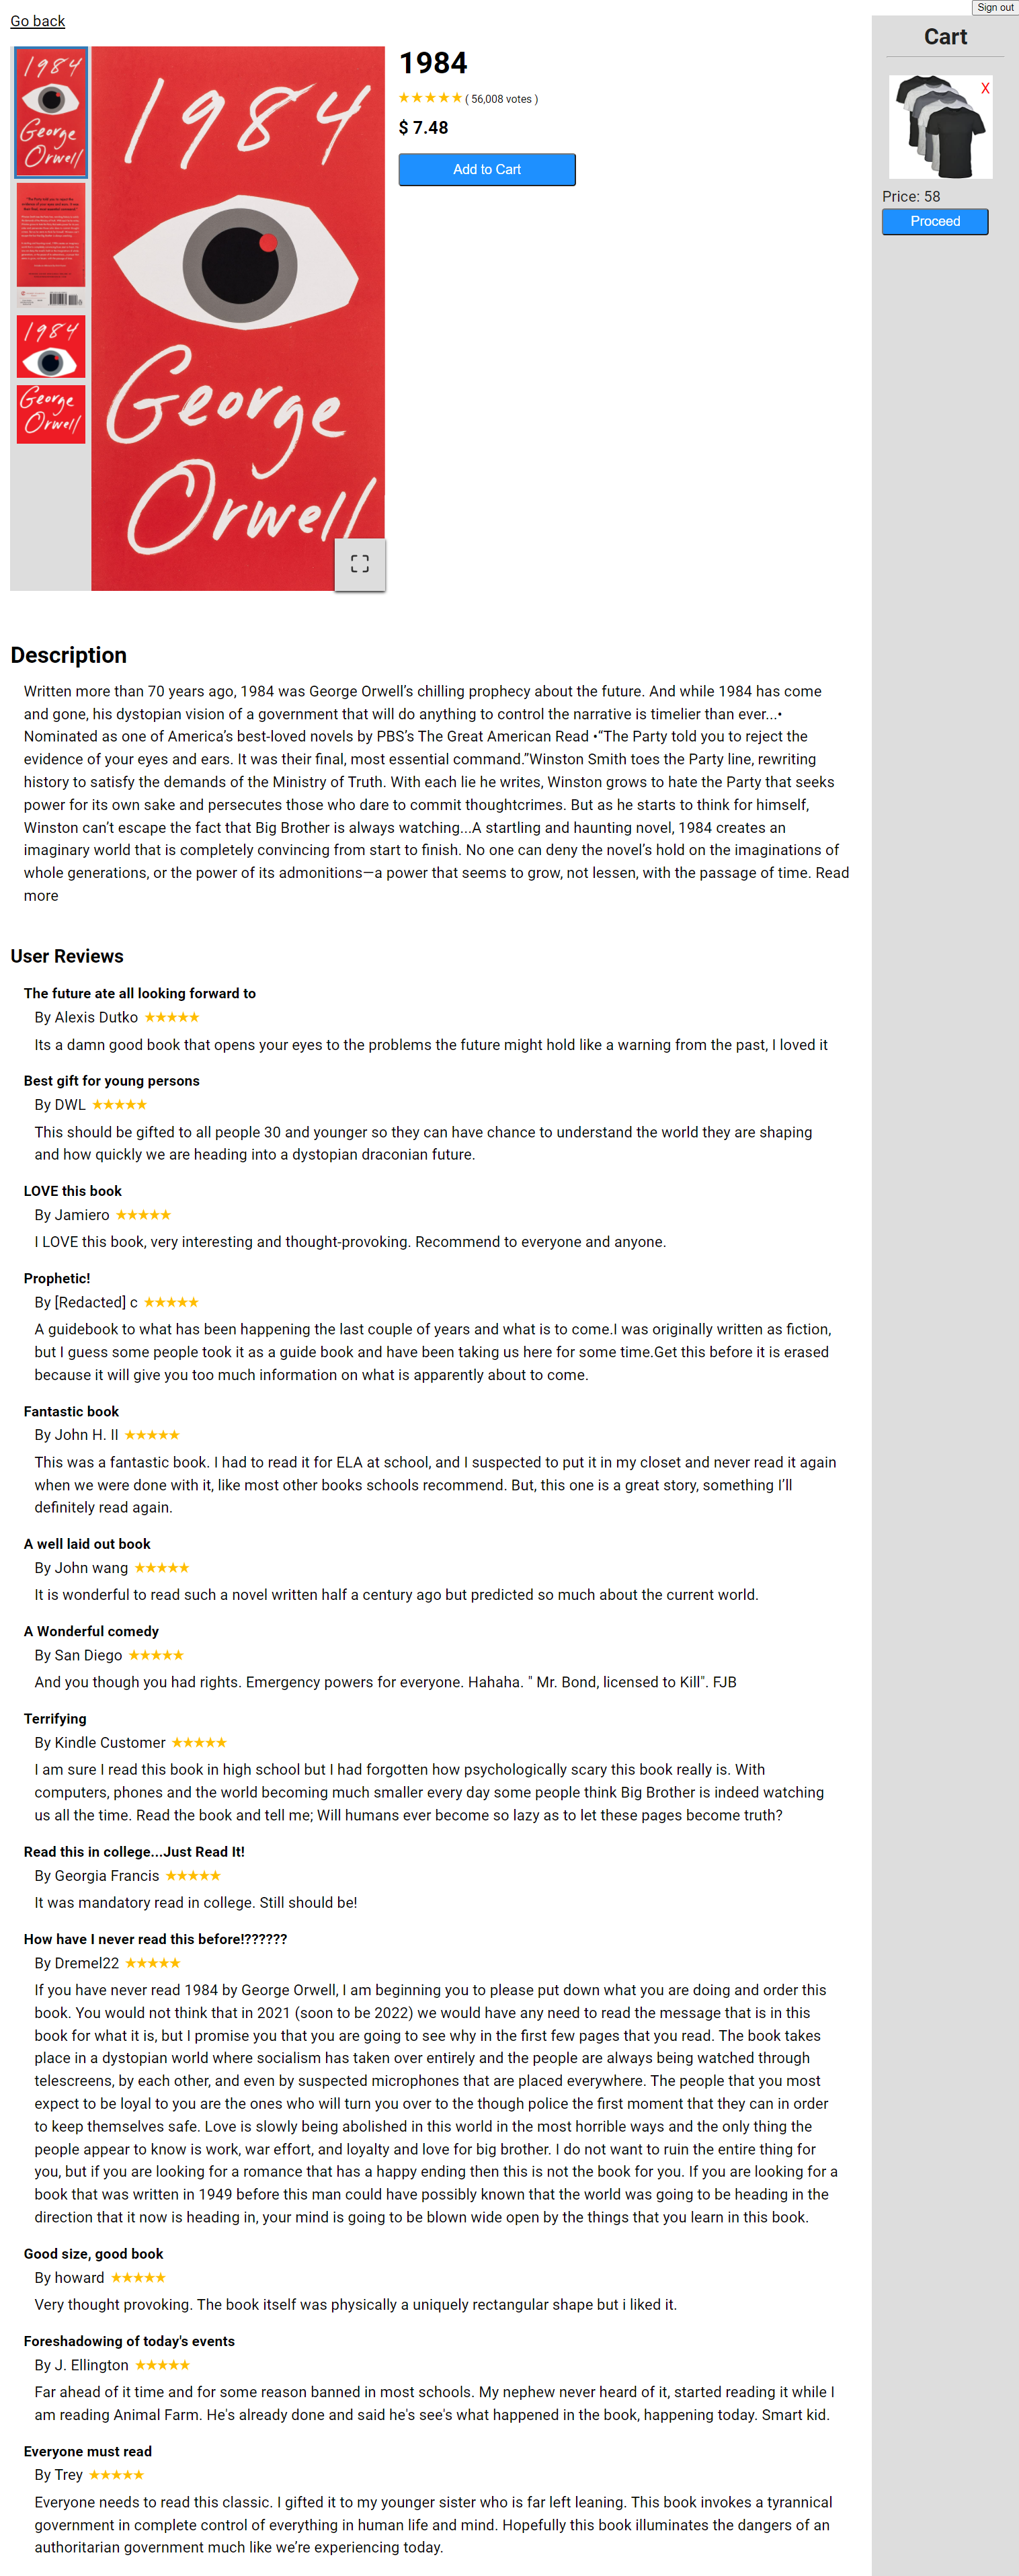 Sign out
Go back
1984
George
Orwell
1984
George
Orwell
1984
George
Orwell
1984
★★★★★ ( 56,008 votes )
$ 7.48
Add to Cart
Cart
X
Price: 58
Proceed
Description
Written more than 70 years ago, 1984 was George Orwell’s chilling prophecy about the future. And while 1984 has come
and gone, his dystopian vision of a government that will do anything to control the narrative is timelier than ever...•
Nominated as one of America’s best-loved novels by PBS’s The Great American Read •“The Party told you to reject the
evidence of your eyes and ears. It was their final, most essential command.”Winston Smith toes the Party line, rewriting
history to satisfy the demands of the Ministry of Truth. With each lie he writes, Winston grows to hate the Party that seeks
power for its own sake and persecutes those who dare to commit thoughtcrimes. But as he starts to think for himself,
Winston can’t escape the fact that Big Brother is always watching...A startling and haunting novel, 1984 creates an
imaginary world that is completely convincing from start to finish. No one can deny the novel’s hold on the imaginations of
whole generations, or the power of its admonitions—a power that seems to grow, not lessen, with the passage of time. Read
more
User Reviews
The future ate all looking forward to
By Alexis Dutko ★★★★★
Its a damn good book that opens your eyes to the problems the future might hold like a warning from the past, I loved it
Best gift for young persons
By DWL ★★★★★
This should be gifted to all people 30 and younger so they can have chance to understand the world they are shaping
and how quickly we are heading into a dystopian draconian future.
LOVE this book
By Jamiero ★★★★★
I LOVE this book, very interesting and thought-provoking. Recommend to everyone and anyone.
Prophetic!
By [Redacted] c ★★★★★
A guidebook to what has been happening the last couple of years and what is to come.I was originally written as fiction,
but I guess some people took it as a guide book and have been taking us here for some time.Get this before it is erased
because it will give you too much information on what is apparently about to come.
Fantastic book
By John H. II ★★★★★
This was a fantastic book. I had to read it for ELA at school, and I suspected to put it in my closet and never read it again
when we were done with it, like most other books schools recommend. But, this one is a great story, something I’ll
definitely read again.
A well laid out book
By John wang ★★★★★
It is wonderful to read such a novel written half a century ago but predicted so much about the current world.
A Wonderful comedy
By San Diego ★★★★★
And you though you had rights. Emergency powers for everyone. Hahaha. " Mr. Bond, licensed to Kill". FJB
Terrifying
By Kindle Customer ★★★★★
I am sure I read this book in high school but I had forgotten how psychologically scary this book really is. With
computers, phones and the world becoming much smaller every day some people think Big Brother is indeed watching
us all the time. Read the book and tell me; Will humans ever become so lazy as to let these pages become truth?
Read this in college...Just Read It!
By Georgia Francis ★★★★★
It was mandatory read in college. Still should be!
How have I never read this before!??????
By Dremel22 ★★★★★
If you have never read 1984 by George Orwell, I am beginning you to please put down what you are doing and order this
book. You would not think that in 2021 (soon to be 2022) we would have any need to read the message that is in this
book for what it is, but I promise you that you are going to see why in the first few pages that you read. The book takes
place in a dystopian world where socialism has taken over entirely and the people are always being watched through
telescreens, by each other, and even by suspected microphones that are placed everywhere. The people that you most
expect to be loyal to you are the ones who will turn you over to the though police the first moment that they can in order
to keep themselves safe. Love is slowly being abolished in this world in the most horrible ways and the only thing the
people appear to know is work, war effort, and loyalty and love for big brother. I do not want to ruin the entire thing for
you, but if you are looking for a romance that has a happy ending then this is not the book for you. If you are looking for a
book that was written in 1949 before this man could have possibly known that the world was going to be heading in the
direction that it now is heading in, your mind is going to be blown wide open by the things that you learn in this book.
Good size, good book
By howard ★★★★★
Very thought provoking. The book itself was physically a uniquely rectangular shape but i liked it.
Foreshadowing of today's events
By J. Ellington ★★★★★
Far ahead of it time and for some reason banned in most schools. My nephew never heard of it, started reading it while I
am reading Animal Farm. He's already done and said he's see's what happened in the book, happening today. Smart kid.
Everyone must read
By Trey ★★★★★
Everyone needs to read this classic. I gifted it to my younger sister who is far left leaning. This book invokes a tyrannical
government in complete control of everything in human life and mind. Hopefully this book illuminates the dangers of an
authoritarian government much like we’re experiencing today.